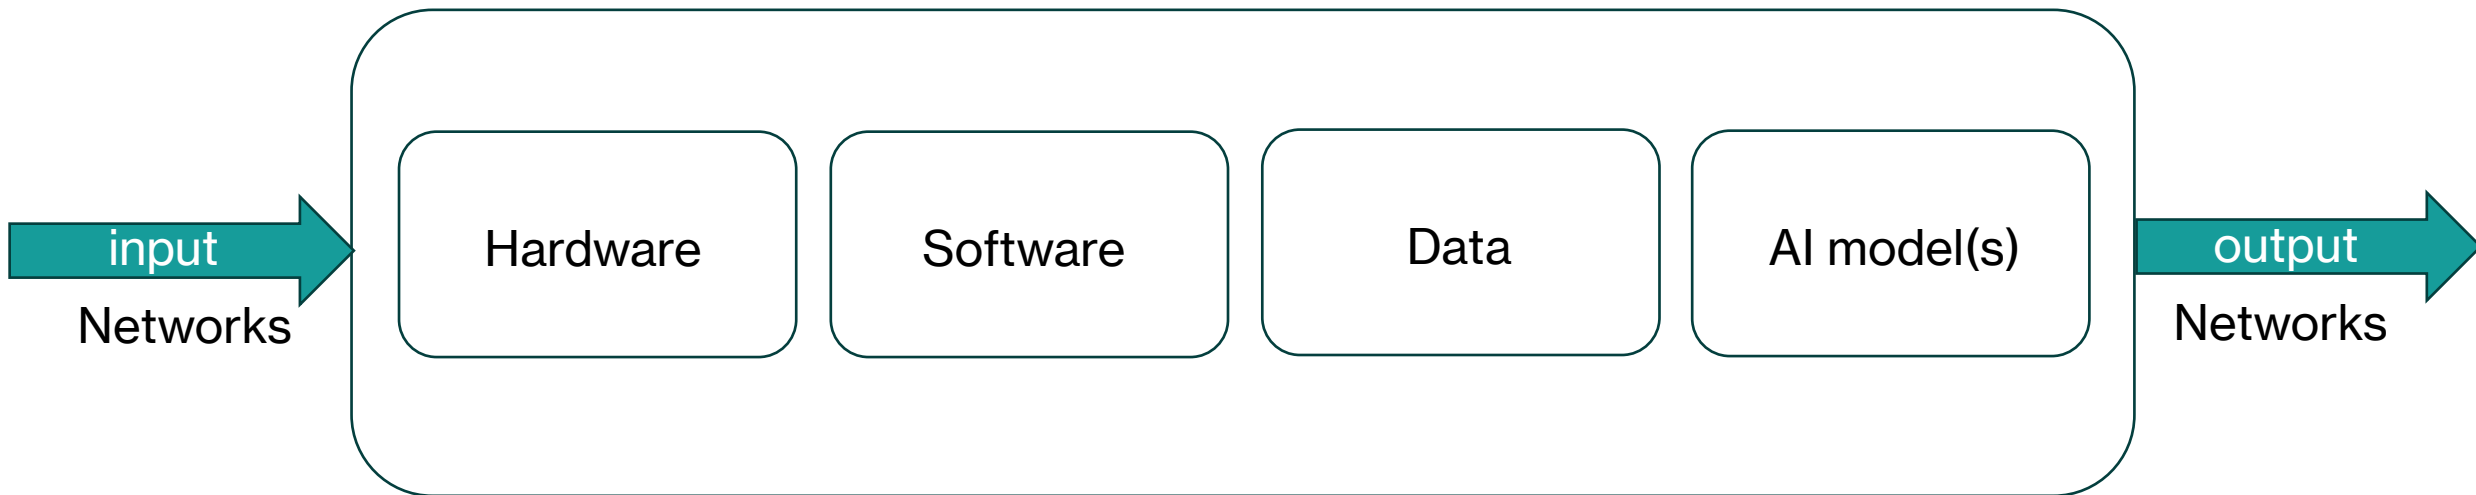 input
Networks
Hardware
Software
Data
AI model(s)
output
Networks